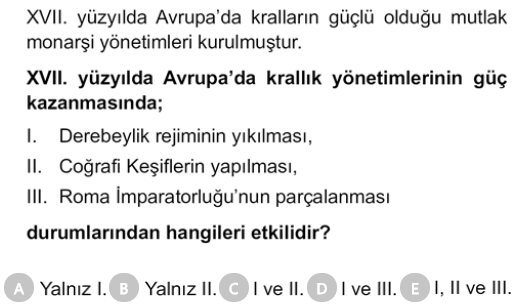 XVII. yüzyılda Avrupa'da kralların güçlü olduğu mutlak
monarşi yönetimleri kurulmuştur.
XVII. yüzyılda Avrupa'da krallık yönetimlerinin güç
kazanmasında;
I. Derebeylik rejiminin yıkılması,
II. Coğrafi Keşiflerin yapılması,
III. Roma İmparatorluğu'nun parçalanması
durumlarından hangileri etkilidir?
A Yalnız I. B Yalnız II. C I ve II. D I ve III. E I, II ve III.